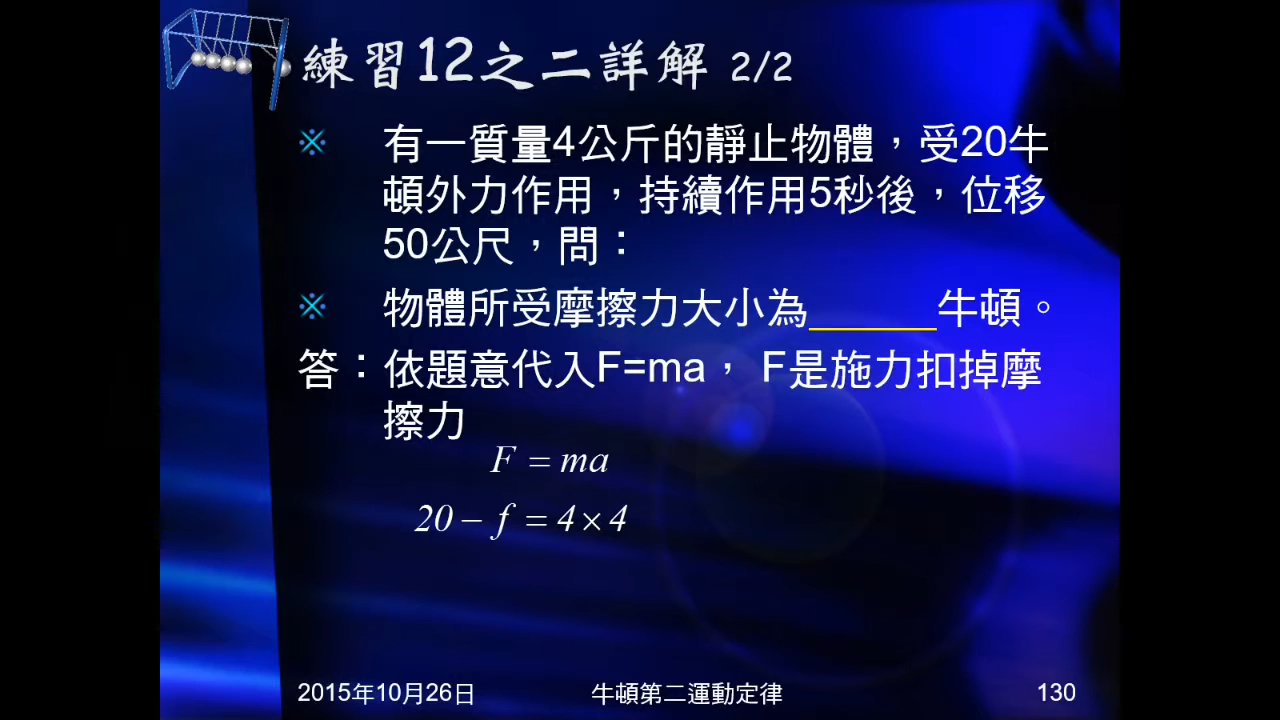 練習12之二詳解 2/2
※ 有一質量4公斤的靜止物體，受20牛
頓外力作用，持續作用5秒後，位移
50公尺，問：
※ 物體所受摩擦力大小為______牛頓。
答：依題意代入F=ma， F是施力扣掉摩
擦力
F = ma
20 − f = 4 × 4
2015年10月26日 牛頓第二運動定律 130